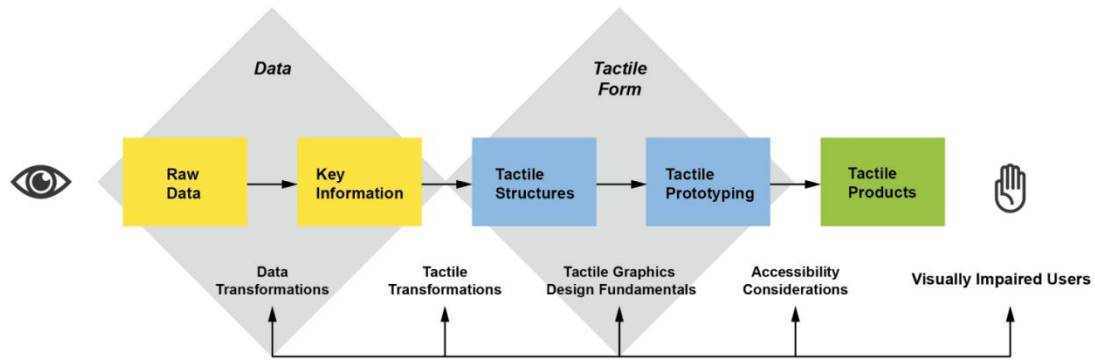 Data
Tactile
Form
Raw
Data
Key
Information
Tactile
Structures
Tactile
Prototyping
Tactile
Products
Data
Transformations
Tactile
Transformations
Tactile Graphics
Design Fundamentals
Accessibility
Considerations
Visually Impaired Users